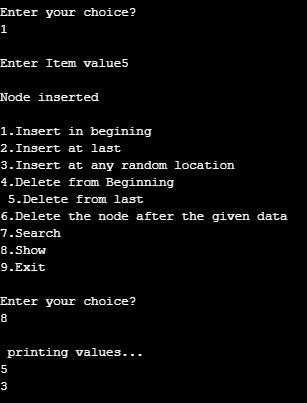 Enter your choice?
1
Enter Item value5
Node inserted
1.Insert in begining
2.Insert at last
3.Insert at any random location
4.Delete from Beginning
5.Delete from last
6.Delete the node after the given data
7.Search
8.Show
9.Exit
Enter your choice?
8
printing values...
5
3